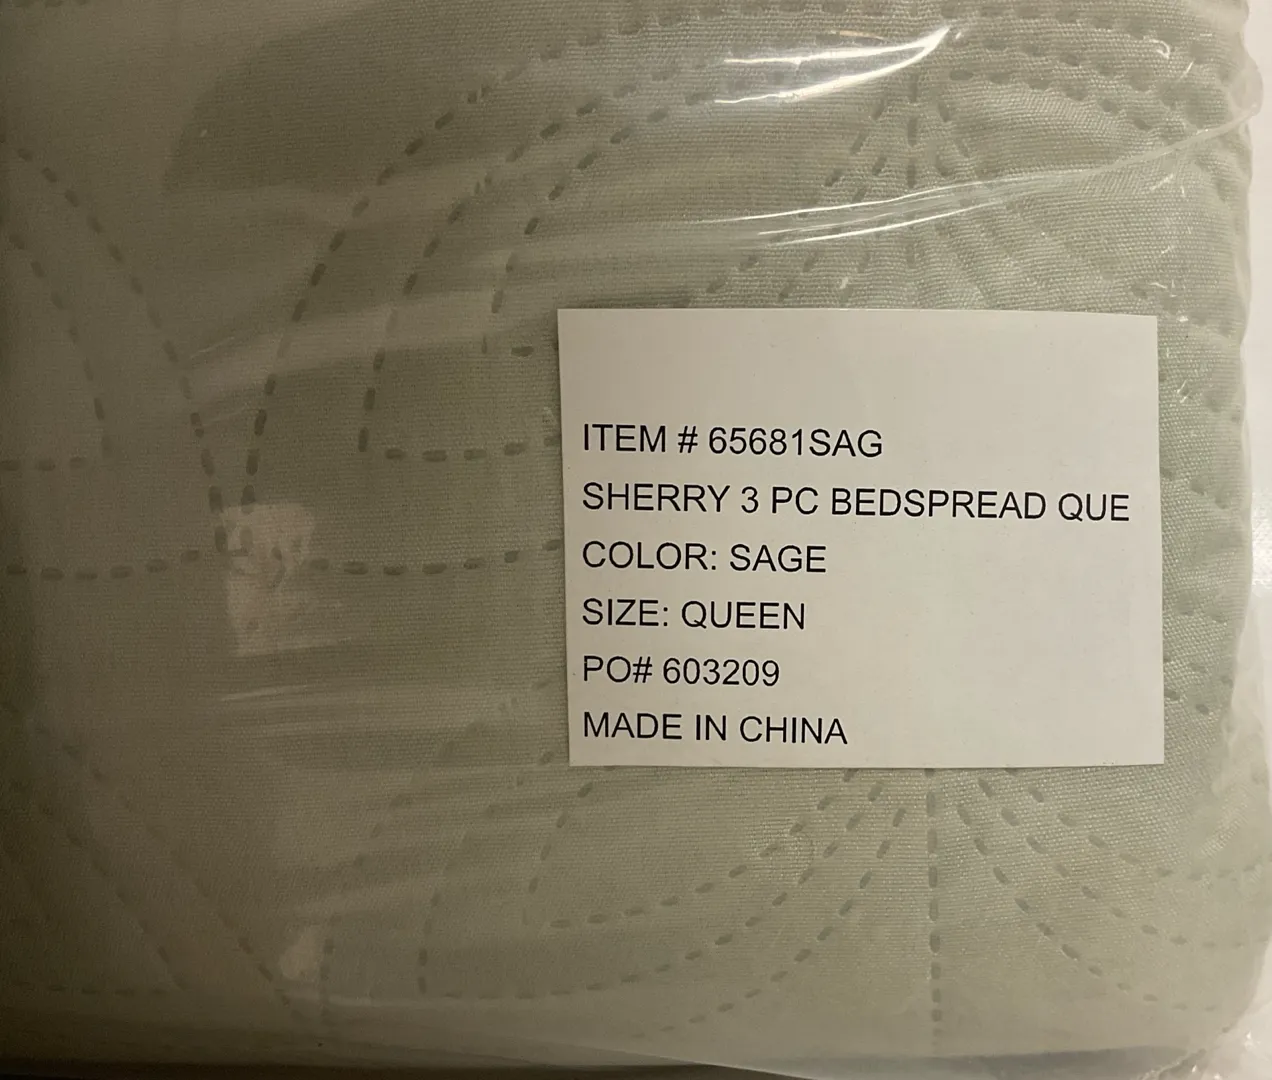 ITEM # 65681SAG
SHERRY 3 PC BEDSPREAD QUE
COLOR: SAGE
SIZE: QUEEN
PO# 603209
MADE IN CHINA